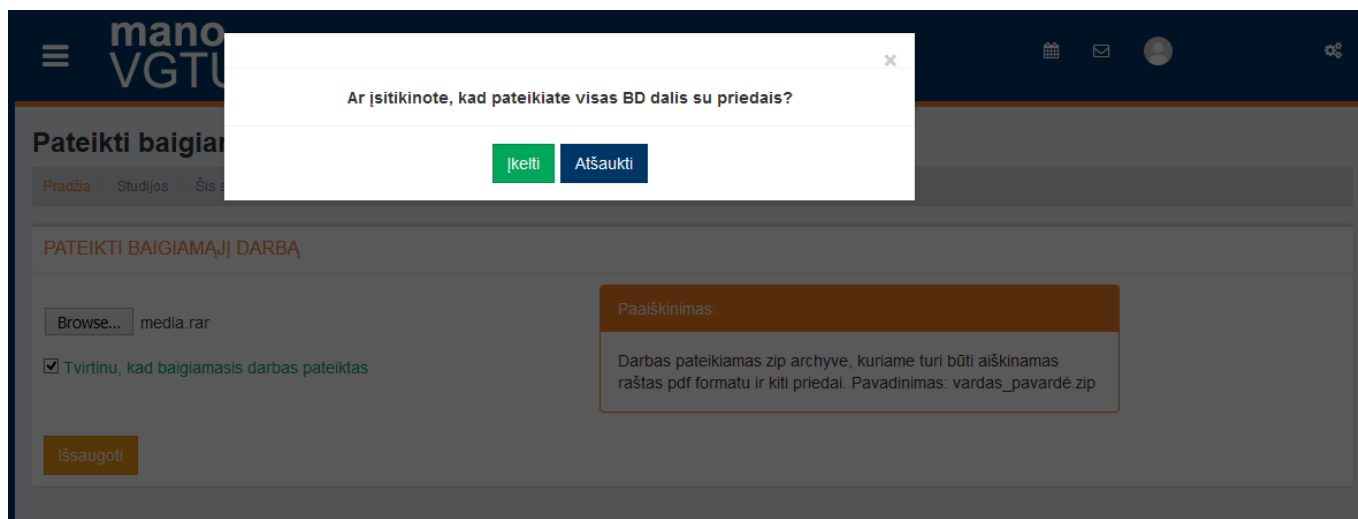 mano
VGTU
×
Ar įsitikinote, kad pateikiate visas BD dalis su priedais?
Įkelti Atšaukti
Pateikti
Pradžia Studijos Šis
PATEIKTI BAIGIAMĄJĮ DARBĄ
Browse... media.rar
Tvirtinu, kad baigiamasis darbas pateiktas
Išsaugoti
Paaiškinimas:
Darbas pateikiamas zip archyve, kuriame turi būti aiškinamas
raštas pdf formatu ir kiti priedai. Pavadinimas: vardas_pavardė.zip